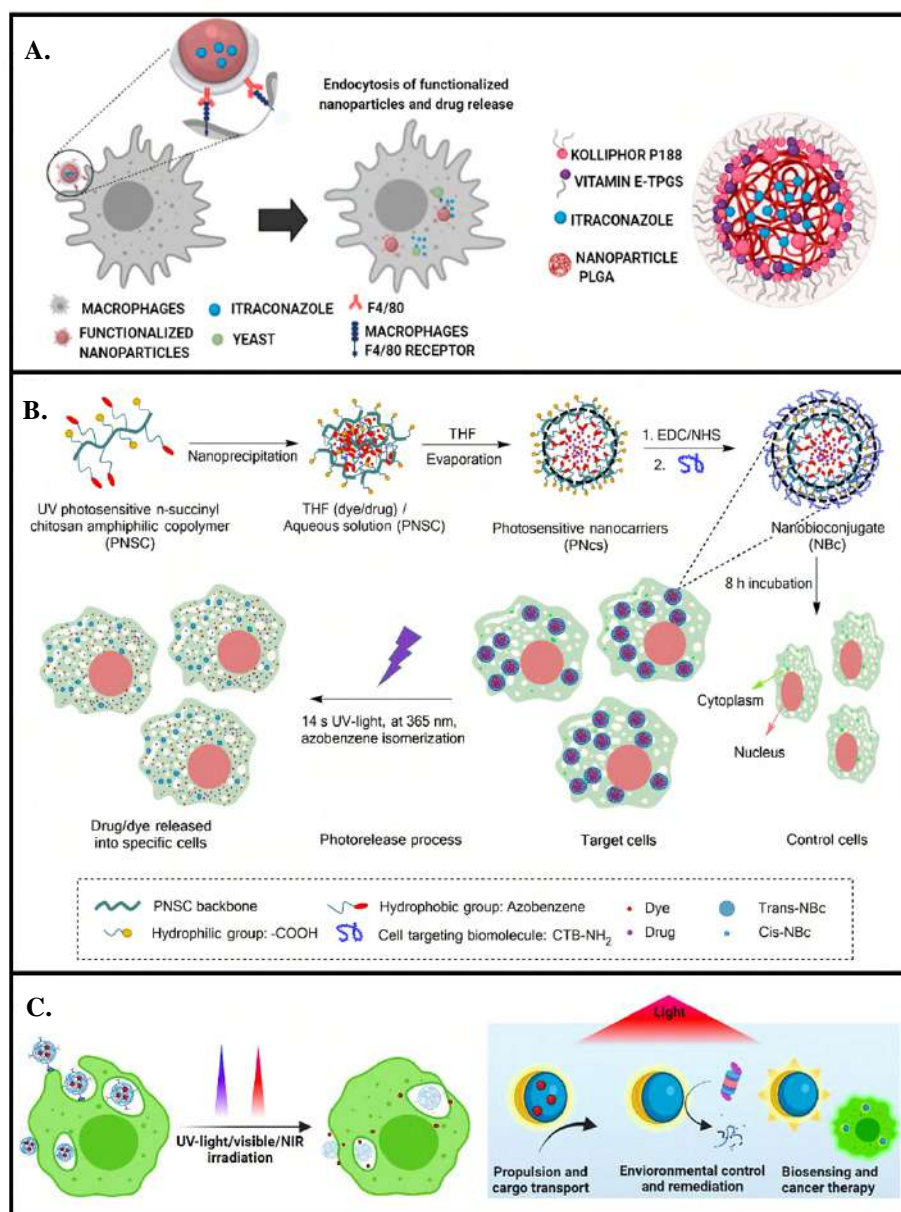 A.
Endocytosis of functionalized
nanoparticles and drug release
KOLLIPHOR P188
VITAMIN E-TPGS
ITRACONAZOLE
NANOPARTICLE
PLGA
MACROPHAGES
ITRACONAZOLE
F4/80
FUNCTIONALIZED
NANOPARTICLES
YEAST
MACROPHAGES
F4/80 RECEPTOR
B.
Nanoprecipitation
THF
Evaporation
1. EDC/NHS
2.
UV photosensitive n-succinyl
chitosan amphiphilic copolymer
(PNSC)
THF (dye/drug) /
Aqueous solution (PNSC)
Photosensitive nanocarriers
(PNcs)
Nanobioconjugate
(NBc)
8 h incubation
Cytoplasm
Nucleus
14 s UV-light, at 365 nm,
azobenzene isomerization
Drug/dye released
into specific cells
Photorelease process
Target cells
Control cells
PNSC backbone
Hydrophobic group: Azobenzene
Dye
Trans-NBc
Hydrophilic group: -COOH
Cell targeting biomolecule: CTB-NH₂
Drug
Cis-NBc
C.
Light
UV-light/visible/NIR
irradiation
Propulsion and
cargo transport
Envioronmental control
and remediation
Biosensing and
cancer therapy